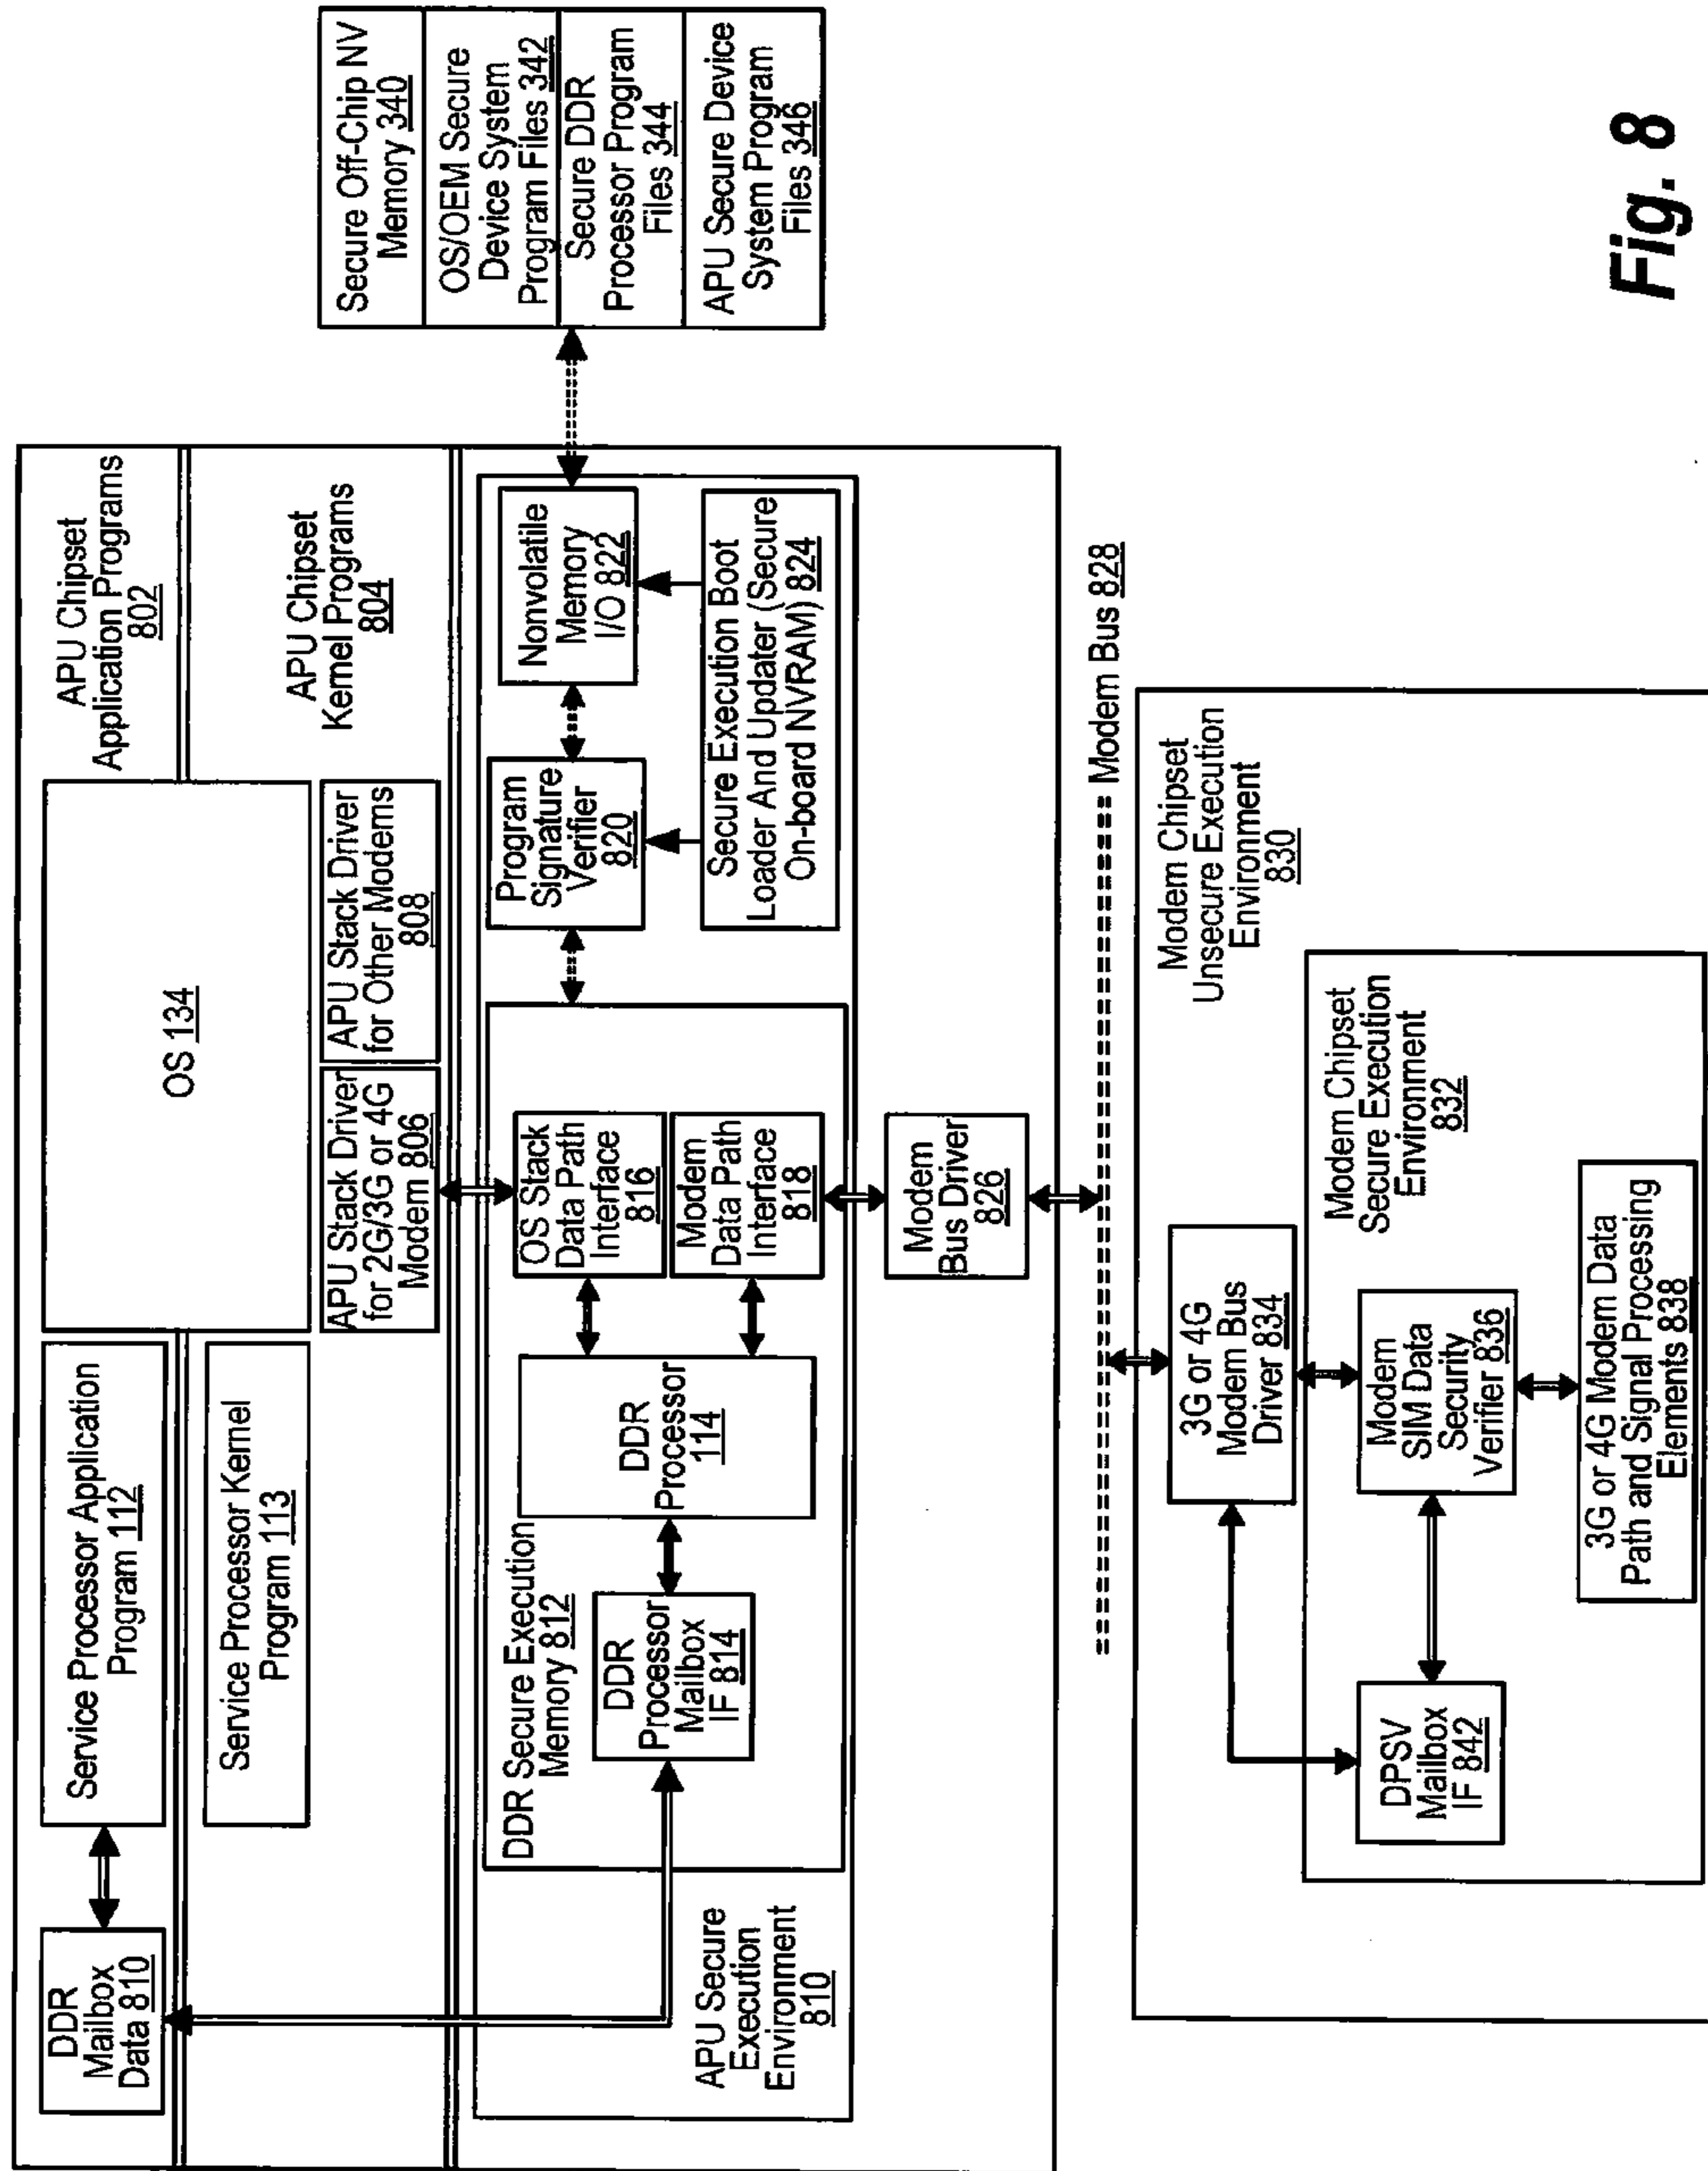 DDR
Mailbox
Data 810
Service Processor Application
Program 112
OS 134
APU Chipset
Application Programs
802
Service Processor Kernel
Program 113
APU Stack Driver
for 2G/3G or 4G
Modem 806
APU Stack Driver
for Other Modems
808
APU Chipset
Kernel Programs
804
APU Secure
Execution
Environment
810
DDR Secure Execution
Memory 812
DDR
Processor
Mailbox
IF 814
DDR
Processor
114
OS Stack
Data Path
Interface
816
Modem
Data Path
Interface
818
Program
Signature
Verifier
820
Nonvolatile
Memory
I/O 822
Secure Execution Boot
Loader And Updater (Secure
On-board NVRAM) 824
Secure Off-Chip NV
Memory 340
OS/OEM Secure
Device System
Program Files 342
Secure DDR
Processor Program
Files 344
APU Secure Device
System Program
Files 346
Modem
Bus Driver
826
Modem Bus 828
Modem Chipset
Unsecure Execution
Environment
830
3G or 4G
Modem Bus
Driver 834
Modem Chipset
Secure Execution
Environment
832
DPSV
Mailbox
IF 842
Modem
SIM Data
Security
Verifier 836
3G or 4G Modem Data
Path and Signal Processing
Elements 838
Fig. 8